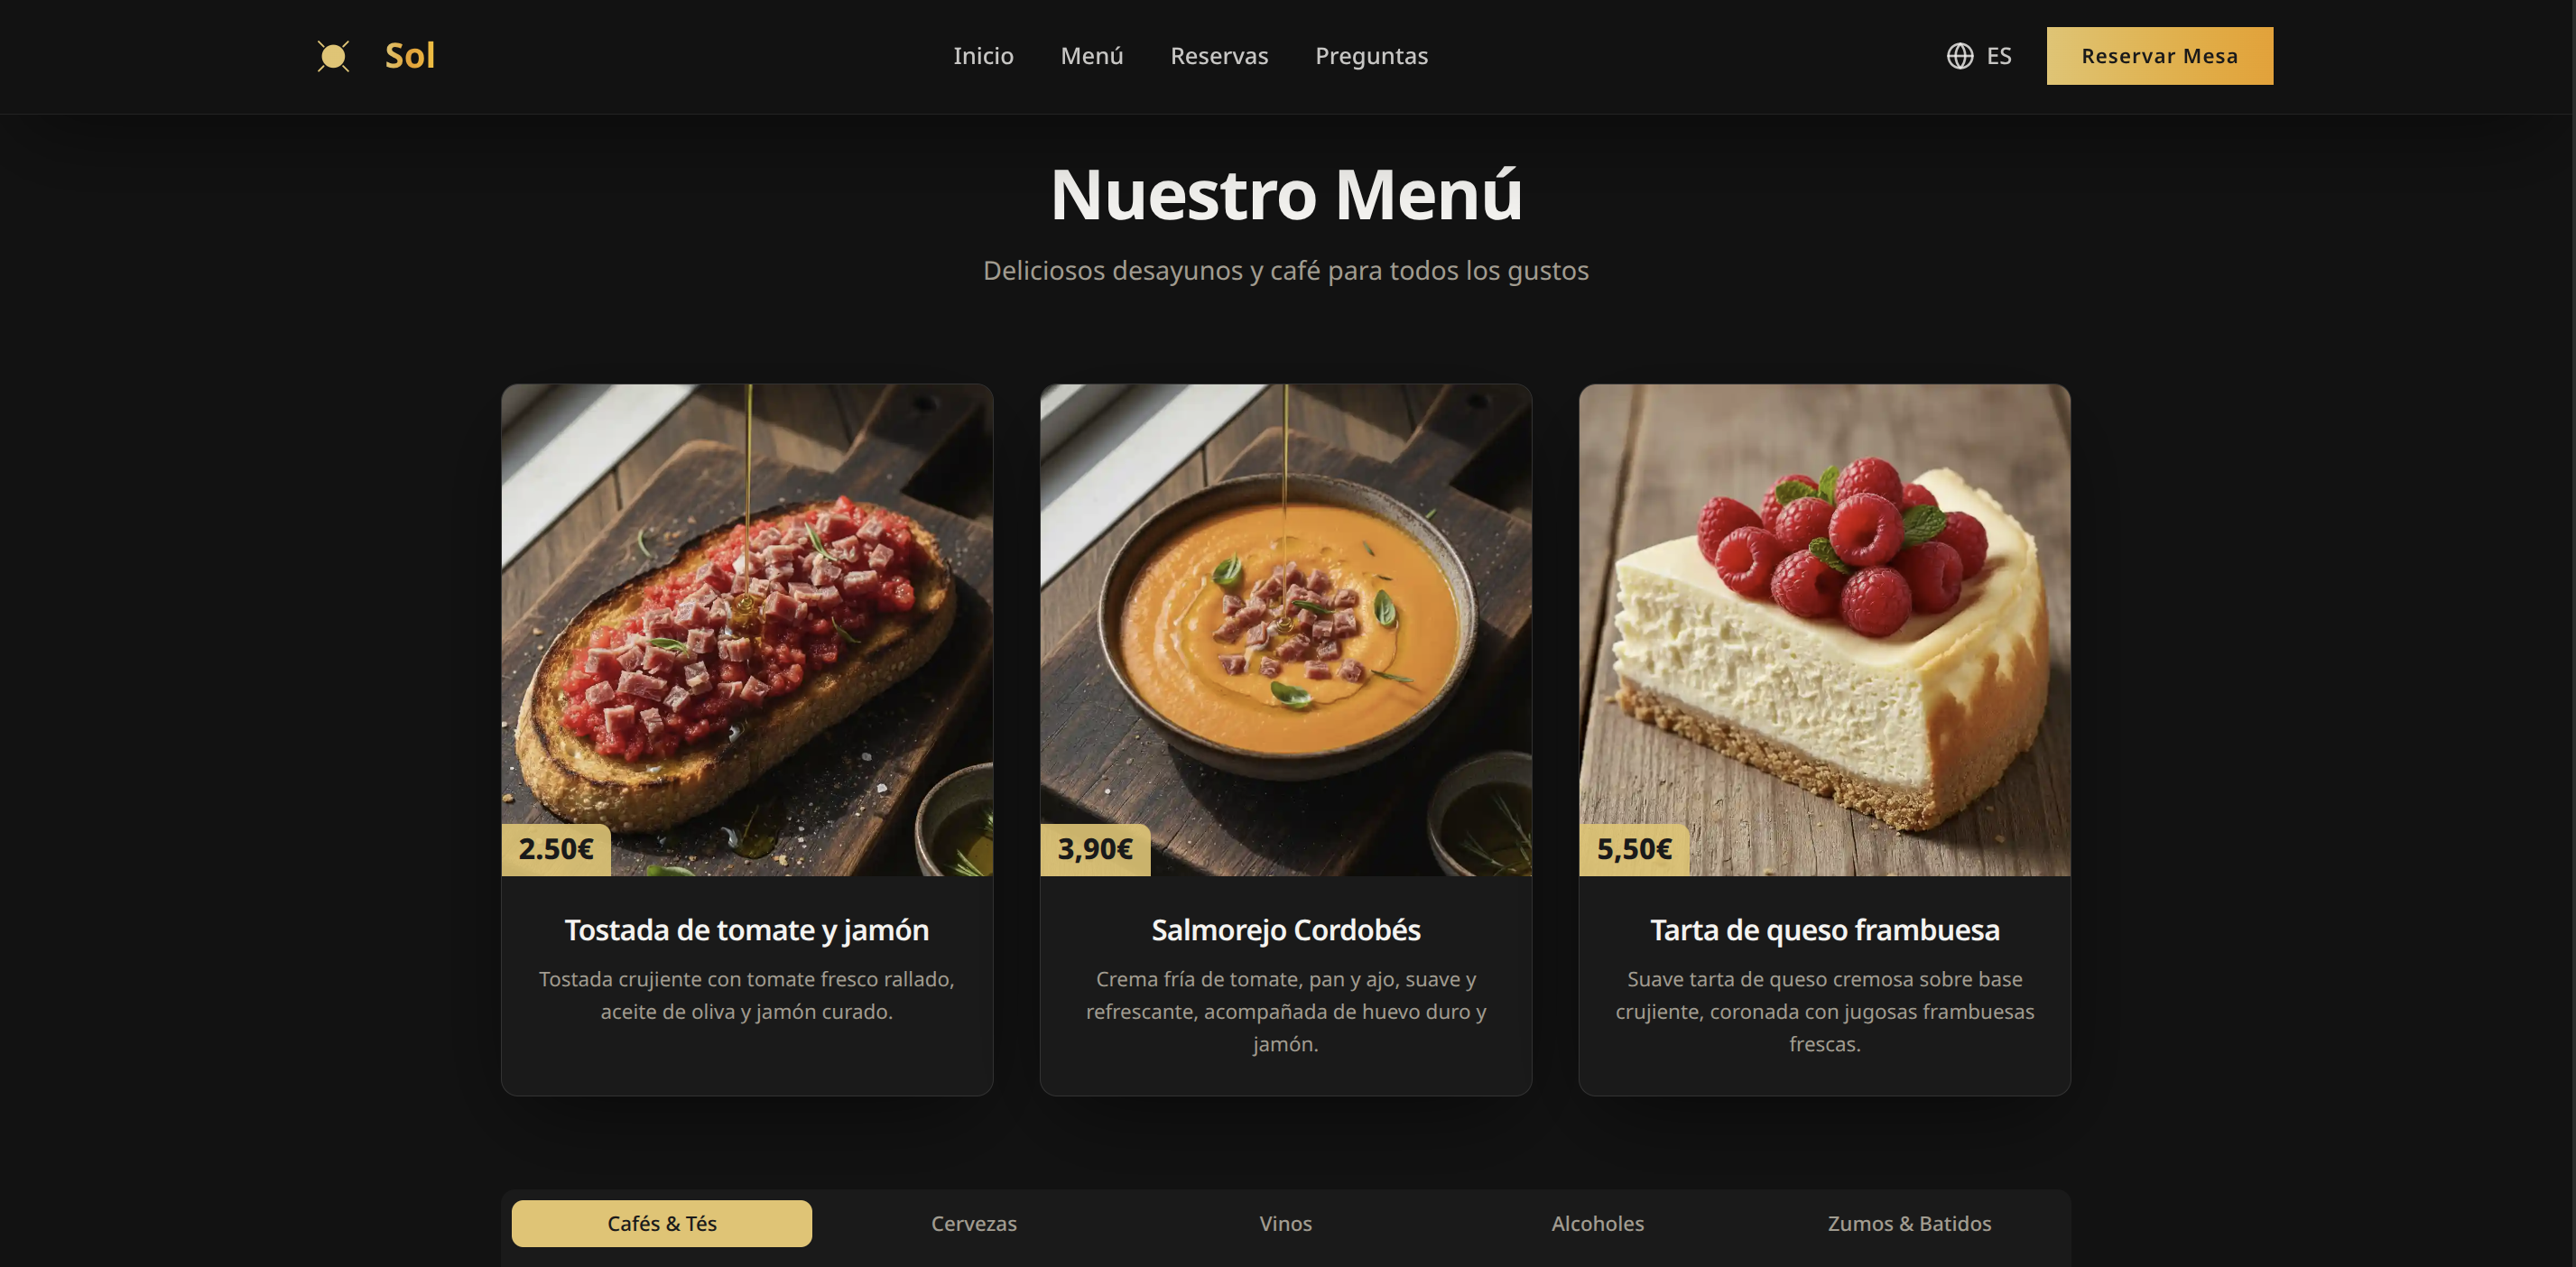 Sol
Inicio
Menú
Reservas
Preguntas
ES
Reservar Mesa
Nuestro Menú
Deliciosos desayunos y café para todos los gustos
2.50€
Tostada de tomate y jamón
Tostada crujiente con tomate fresco rallado,
aceite de oliva y jamón curado.
3,90€
Salmorejo Cordobés
Crema fría de tomate, pan y ajo, suave y
refrescante, acompañada de huevo duro y
jamón.
5,50€
Tarta de queso frambuesa
Suave tarta de queso cremosa sobre base
crujiente, coronada con jugosas frambuesas
frescas.
Cafés & Tés
Cervezas
Vinos
Alcoholes
Zumos & Batidos